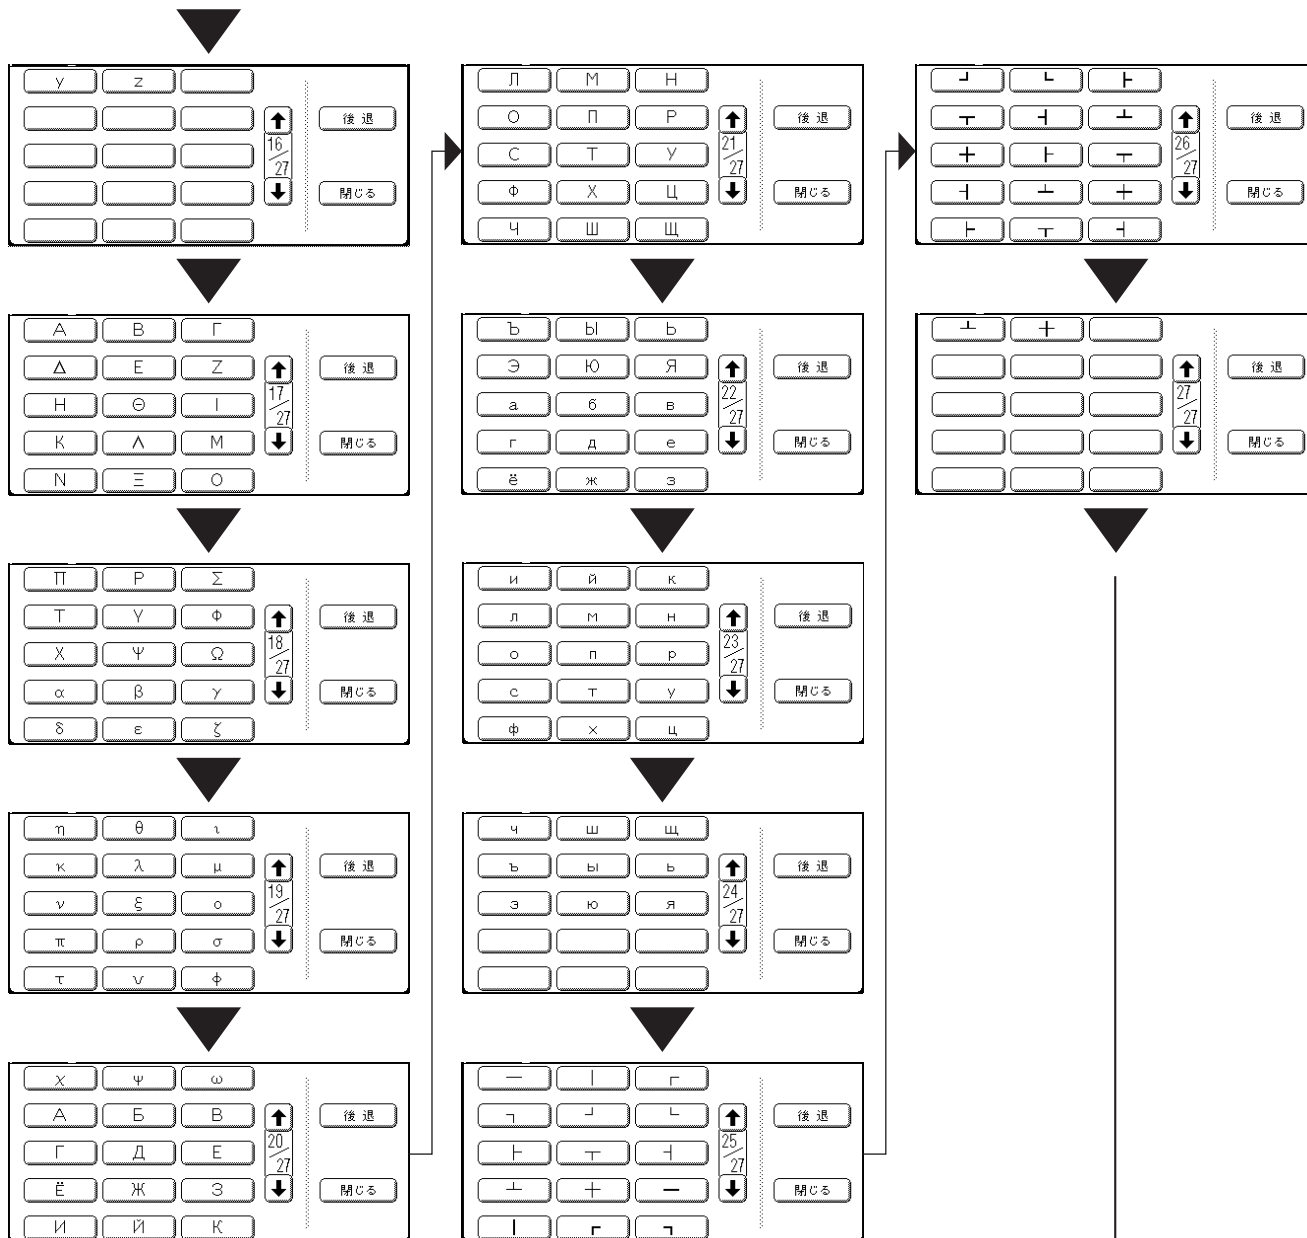 y z
16/27
後退
閉じる
Α Β Γ
Δ Ε Ζ
Η Θ Ι
Κ Λ Μ
Ν Ξ Ο
17/27
後退
閉じる
Π Ρ Σ
Τ Υ Φ
Χ Ψ Ω
α β γ
δ ε ζ
18/27
後退
閉じる
η θ ι
κ λ μ
ν ξ ο
π ρ σ
τ υ φ
19/27
後退
閉じる
χ ψ ω
А Б В
Г Д Е
Ё Ж З
И Й К
20/27
後退
閉じる
Л М Н
О П Р
С Т У
Ф Х Ц
Ч Ш Щ
21/27
後退
閉じる
Ъ Ы Ь
Э Ю Я
а б в
г д е
ё ж з
22/27
後退
閉じる
и й к
л м н
о п р
с т у
ф х ц
23/27
後退
閉じる
ч ш щ
ъ ы ь
э ю я
24/27
後退
閉じる
─ │ ┌
┐ ┘ └
├ ┬ ┤
┴ ┼ ━
┃ ┏ ┓
25/27
後退
閉じる
┛ ┗ ┣
┳ ┫ ┻
╋ ┠ ┯
┨ ┷ ┿
┝ ┰ ┥
26/27
後退
閉じる
┸ ╂
27/27
後退
閉じる